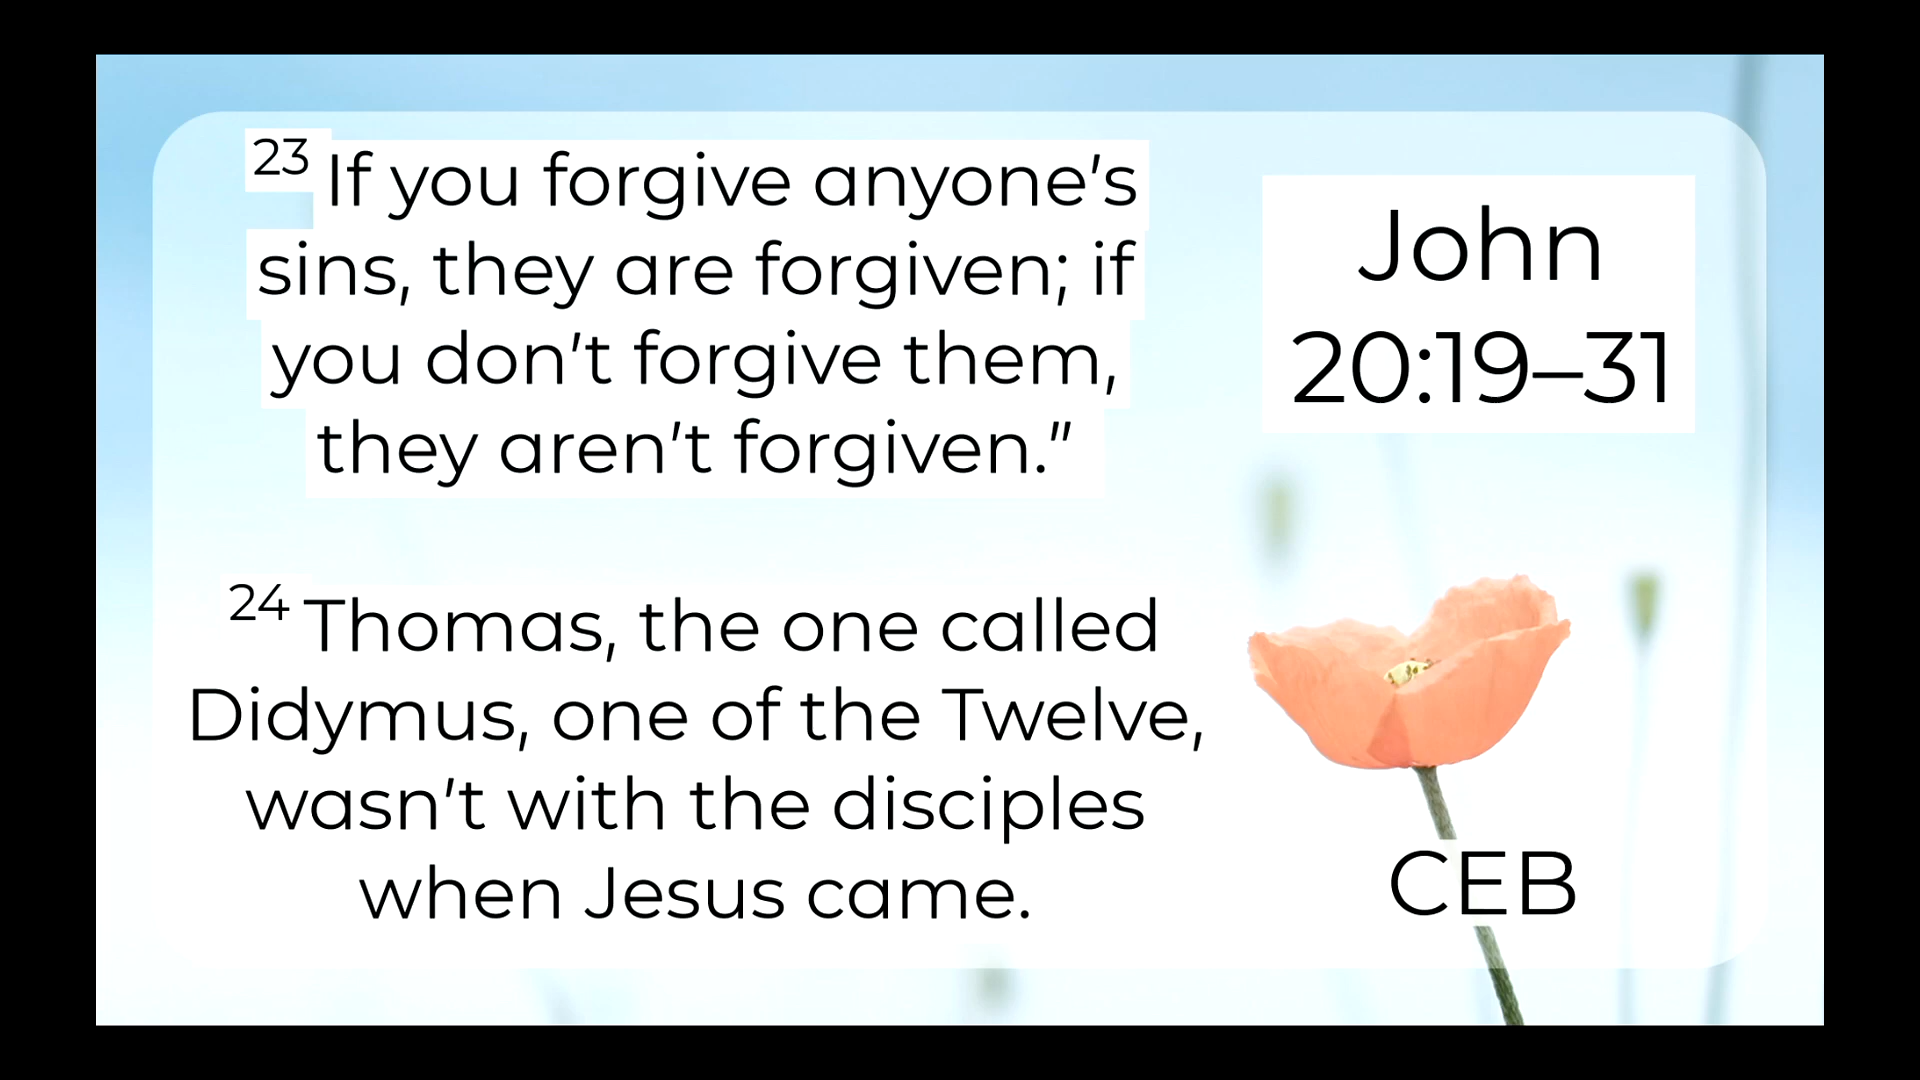 23 If you forgive anyone’s
sins, they are forgiven; if
you don’t forgive them,
they aren’t forgiven.”
24 Thomas, the one called
Didymus, one of the Twelve,
wasn’t with the disciples
when Jesus came.
John
20:19–31
CEB